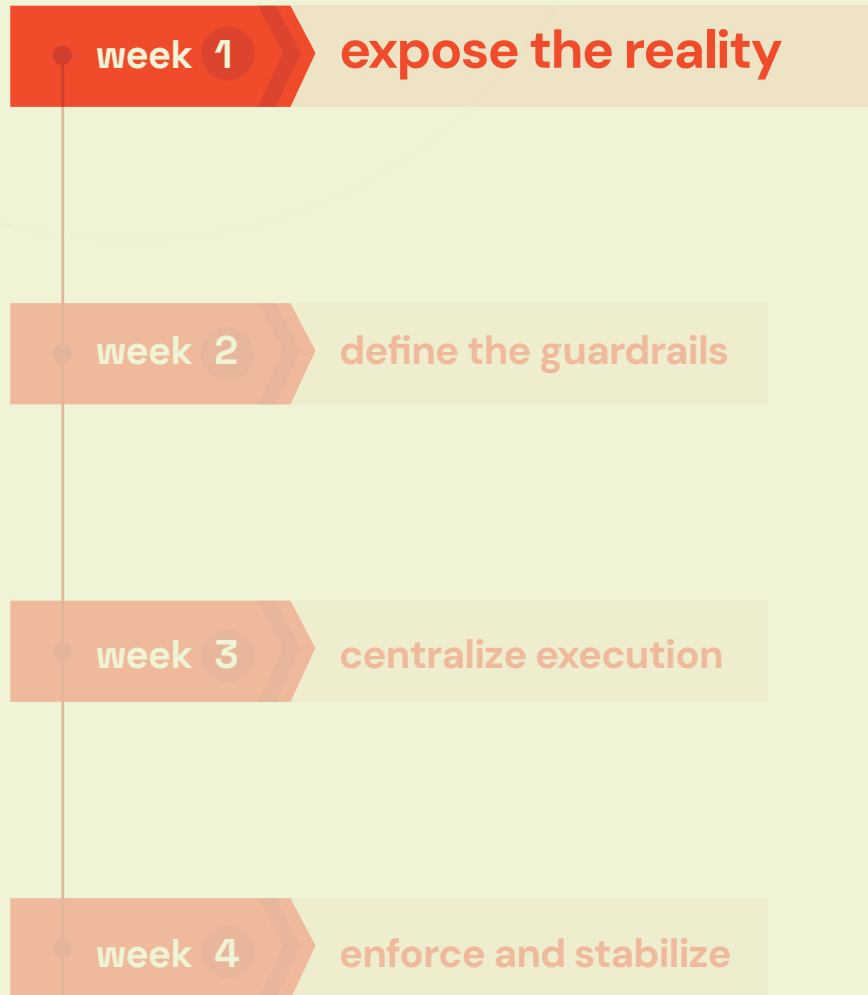 week 1 expose the reality
week 2 define the guardrails
week 3 centralize execution
week 4 enforce and stabilize